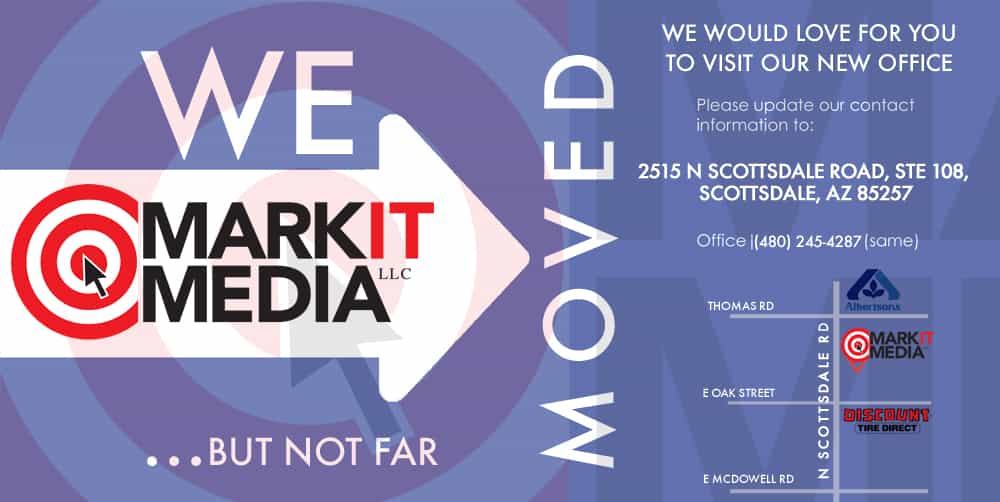 WE
MARKIT
MEDIA
LLC
MOVED
...BUT NOT FAR
WE WOULD LOVE FOR YOU
TO VISIT OUR NEW OFFICE
Please update our contact
information to:
2515 N SCOTTSDALE ROAD, STE 108,
SCOTTSDALE, AZ 85257
Office |(480) 245-4287 (same)
THOMAS RD
Albertsons
N SCOTTSDALE RD
MARKIT
MEDIA
E OAK STREET
DISCOUNT
TIRE DIRECT
E MCDOWELL RD